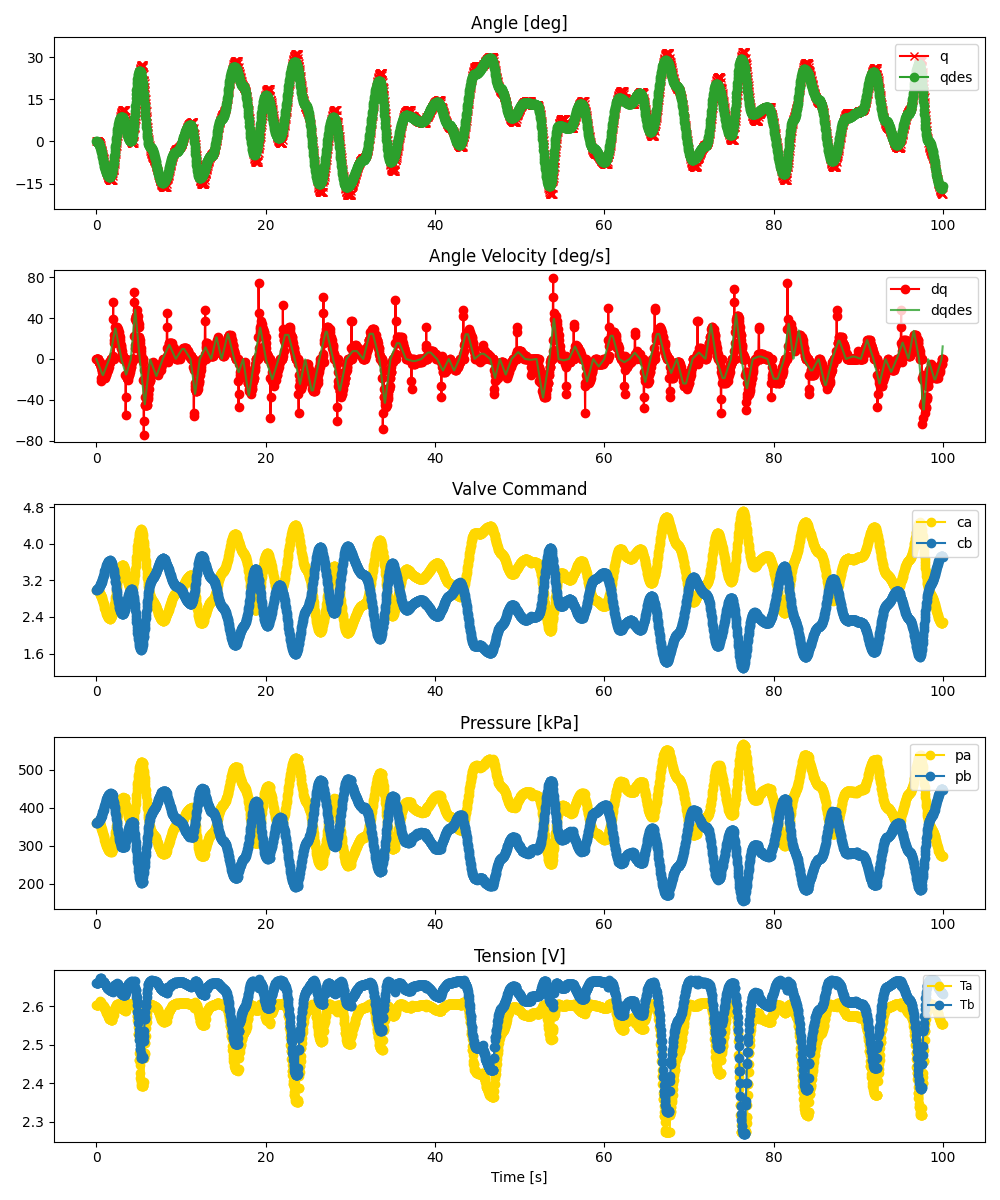 Angle [deg]
q
qdes
30
15
0
−15
0 20 40 60 80 100
Angle Velocity [deg/s]
dq
dqdes
80
40
0
−40
−80
0 20 40 60 80 100
Valve Command
ca
cb
4.8
4.0
3.2
2.4
1.6
0 20 40 60 80 100
Pressure [kPa]
pa
pb
500
400
300
200
0 20 40 60 80 100
Tension [V]
Ta
Tb
2.6
2.5
2.4
2.3
0 20 40 60 80 100
Time [s]